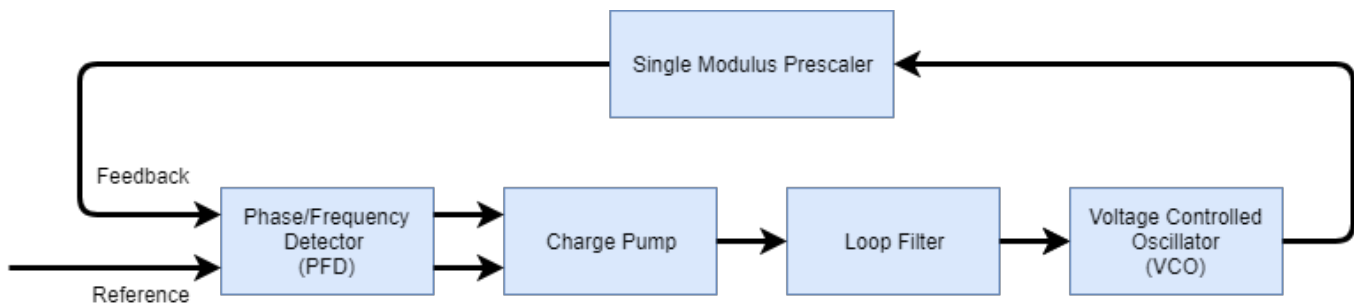 Single Modulus Prescaler
Feedback
Phase/Frequency
Detector
(PFD)
Charge Pump
Loop Filter
Voltage Controlled
Oscillator
(VCO)
Reference